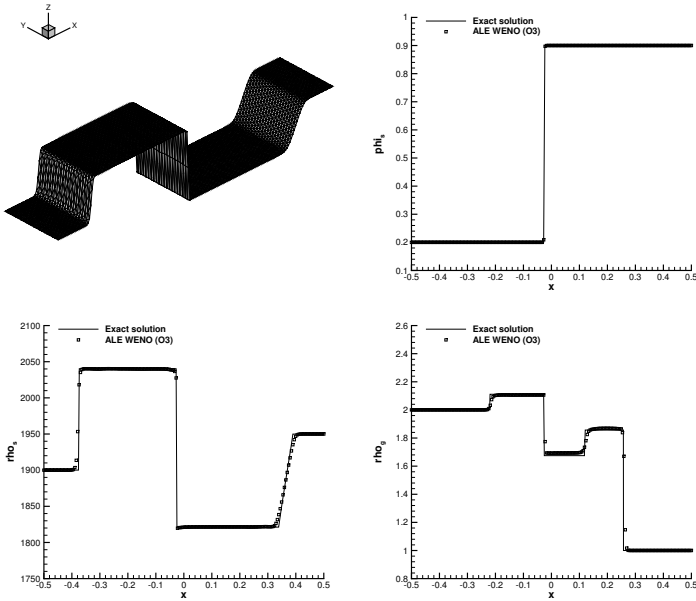 Z
Y X
Exact solution
ALE WENO (O3)
1
0.9
0.8
0.7
0.6
0.5
0.4
0.3
0.2
0.1
phi_s
-0.5 -0.4 -0.3 -0.2 -0.1 0 0.1 0.2 0.3 0.4 0.5
x
Exact solution
ALE WENO (O3)
2100
2050
2000
1950
1900
1850
1800
1750
rho_s
-0.5 -0.4 -0.3 -0.2 -0.1 0 0.1 0.2 0.3 0.4 0.5
x
Exact solution
ALE WENO (O3)
2.6
2.4
2.2
2
1.8
1.6
1.4
1.2
1
0.8
rho_g
-0.5 -0.4 -0.3 -0.2 -0.1 0 0.1 0.2 0.3 0.4 0.5
x